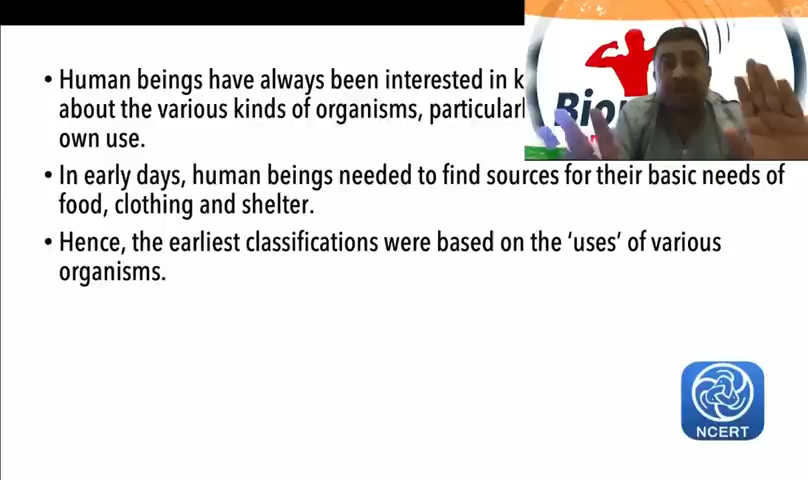 • Human beings have always been interested in
about the various kinds of organisms,
own use.
• In early days, human beings needed to find sources for their basic needs of
food, clothing and shelter.
• Hence, the earliest classifications were based on the ‘uses’ of various
organisms.
NCERT